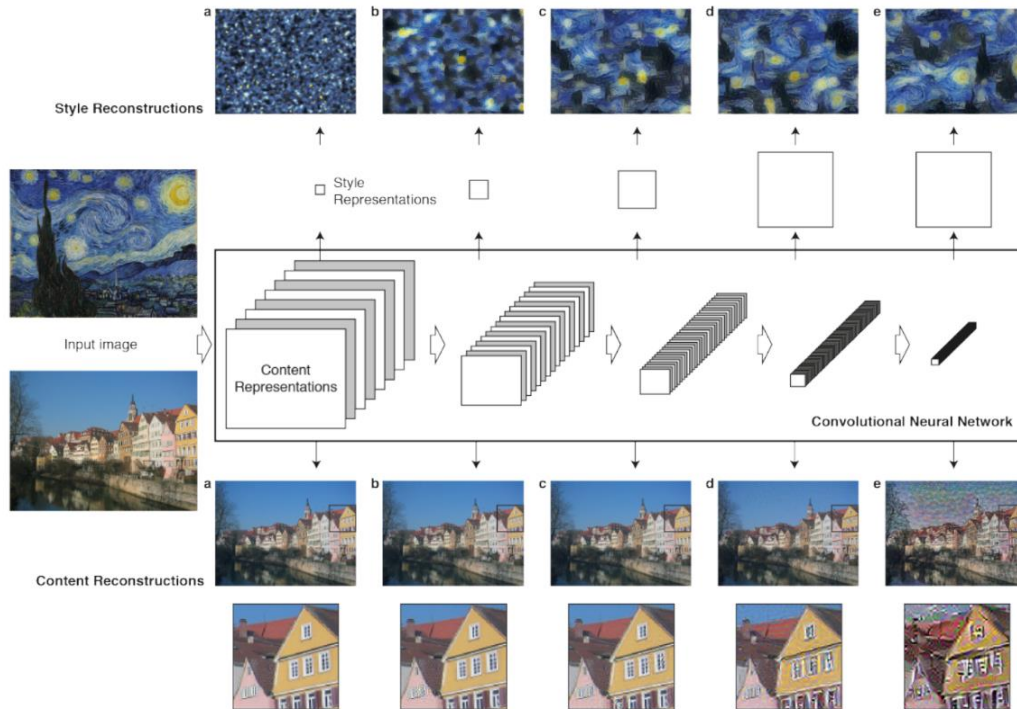 a
b
c
d
e
Style Reconstructions
Style
Representations
Input image
Content
Representations
Convolutional Neural Network
a
b
c
d
e
Content Reconstructions